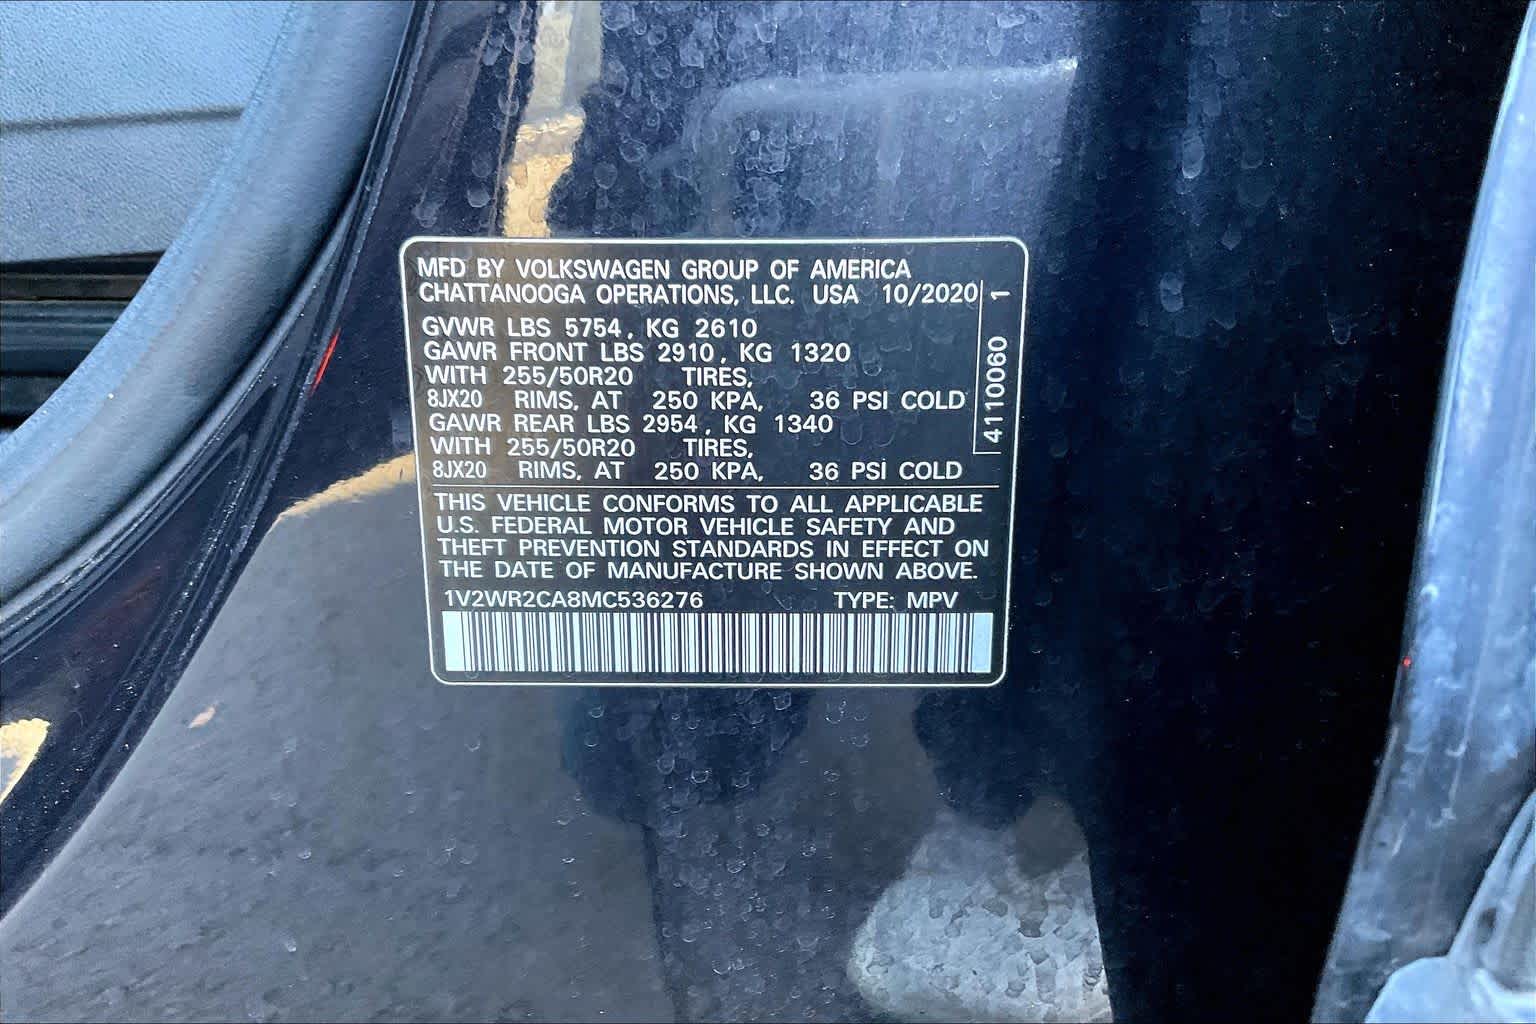 MFD BY VOLKSWAGEN GROUP OF AMERICA
CHATTANOOGA OPERATIONS, LLC. USA 10/2020
GVWR LBS 5754, KG 2610
GAWR FRONT LBS 2910, KG 1320
WITH 255/50R20 TIRES,
8JX20 RIMS, AT 250 KPA, 36 PSI COLD
GAWR REAR LBS 2954, KG 1340
WITH 255/50R20 TIRES,
8JX20 RIMS, AT 250 KPA, 36 PSI COLD
4110060 1
THIS VEHICLE CONFORMS TO ALL APPLICABLE
U.S. FEDERAL MOTOR VEHICLE SAFETY AND
THEFT PREVENTION STANDARDS IN EFFECT ON
THE DATE OF MANUFACTURE SHOWN ABOVE.
1V2WR2CA8MC536276 TYPE: MPV